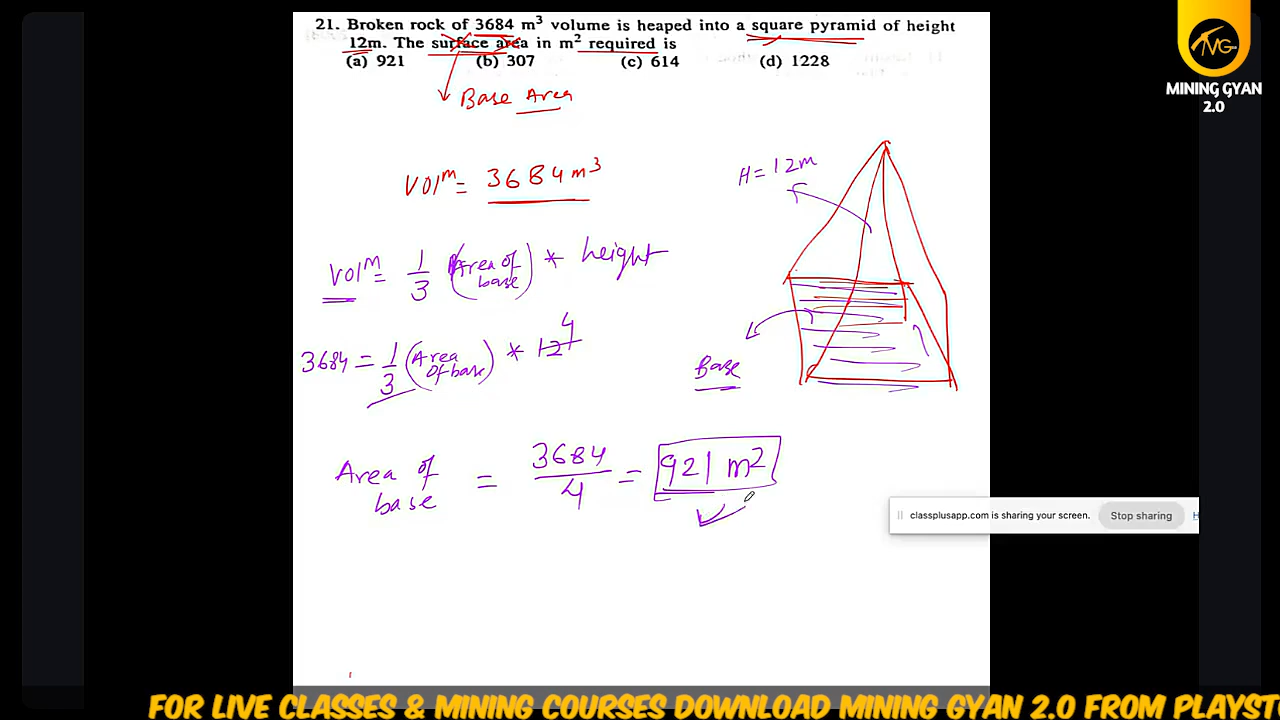 21. Broken rock of 3684 m³ volume is heaped into a square pyramid of height
12m. The surface area in m² required is
(a) 921 (b) 307 (c) 614 (d) 1228
Base Area
TVG
MINING GYAN
2.0
Volᵐ = 3684 m³
H = 12m
Volᵐ = 1/3 (Area of base) * height
3684 = 1/3 (Area of base) * 12 4
Base
Area of base = 3684/4 = 921 m²
classplusapp.com is sharing your screen. Stop sharing
FOR LIVE CLASSES & MINING COURSES DOWNLOAD MINING GYAN 2.0 FROM PLAYST